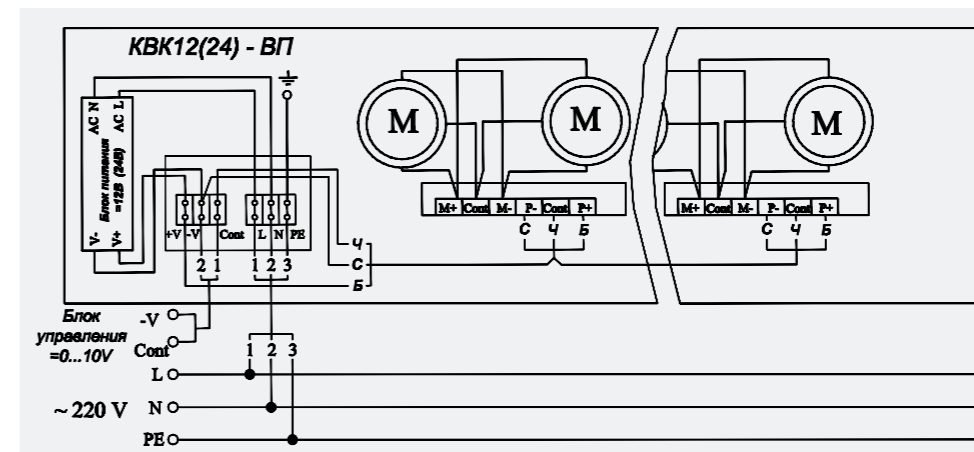 КВК12(24) - ВП
AC N
AC L
Блок питания
=12В (24В)
V-
V+
+V -V Cont L N PE
2 1 1 2 3
Ч
С
Б
M M M
M+ Cont M- P- Cont P+
С Ч Б
M+ Cont M- P- Cont P+
С Ч Б
Блок
управления
=0...10V
-V
Cont
1 2 3
L
~ 220 V N
PE